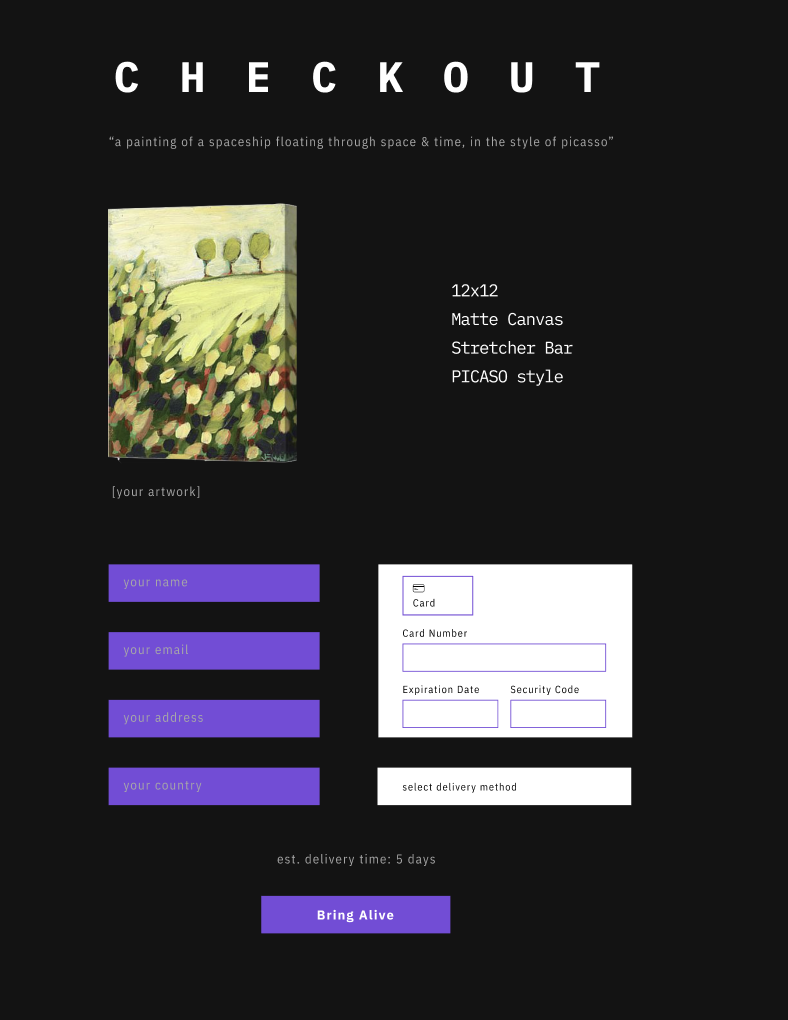 CHECKOUT
“a painting of a spaceship floating through space & time, in the style of picasso”
12x12
Matte Canvas
Stretcher Bar
PICASO style
[your artwork]
your name
your email
your address
your country
Card
Card Number
Expiration Date
Security Code
select delivery method
est. delivery time: 5 days
Bring Alive